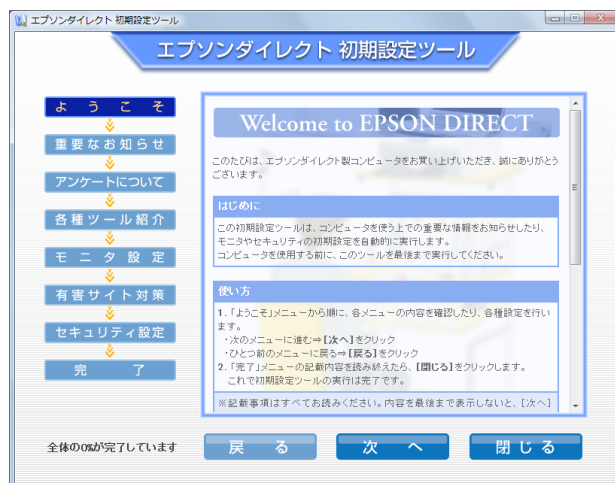 エプソンダイレクト 初期設定ツール
エプソンダイレクト 初期設定ツール
ようこそ
重要なお知らせ
アンケートについて
各種ツール紹介
モニタ設定
有害サイト対策
セキュリティ設定
完了
Welcome to EPSON DIRECT
このたびは、エプソンダイレクト製コンピュータをお買い上げいただき、誠にありがとう
ございます。
はじめに
この初期設定ツールは、コンピュータを使う上での重要な情報をお知らせしたり、
モニタやセキュリティの初期設定を自動的に実行します。
コンピュータを使用する前に、このツールを最後まで実行してください。
使い方
1.「ようこそ」メニューから順に、各メニューの内容を確認したり、各種設定を行い
ます。
・次のメニューに進む⇒[次へ]をクリック
・ひとつ前のメニューに戻る⇒[戻る]をクリック
2.「完了」メニューの記載内容を読み終えたら、[閉じる]をクリックします。
これで初期設定ツールの実行は完了です。
※記載事項はすべてお読みください。内容を最後まで表示しないと、[次へ]
全体の0%が完了しています
戻る
次へ
閉じる